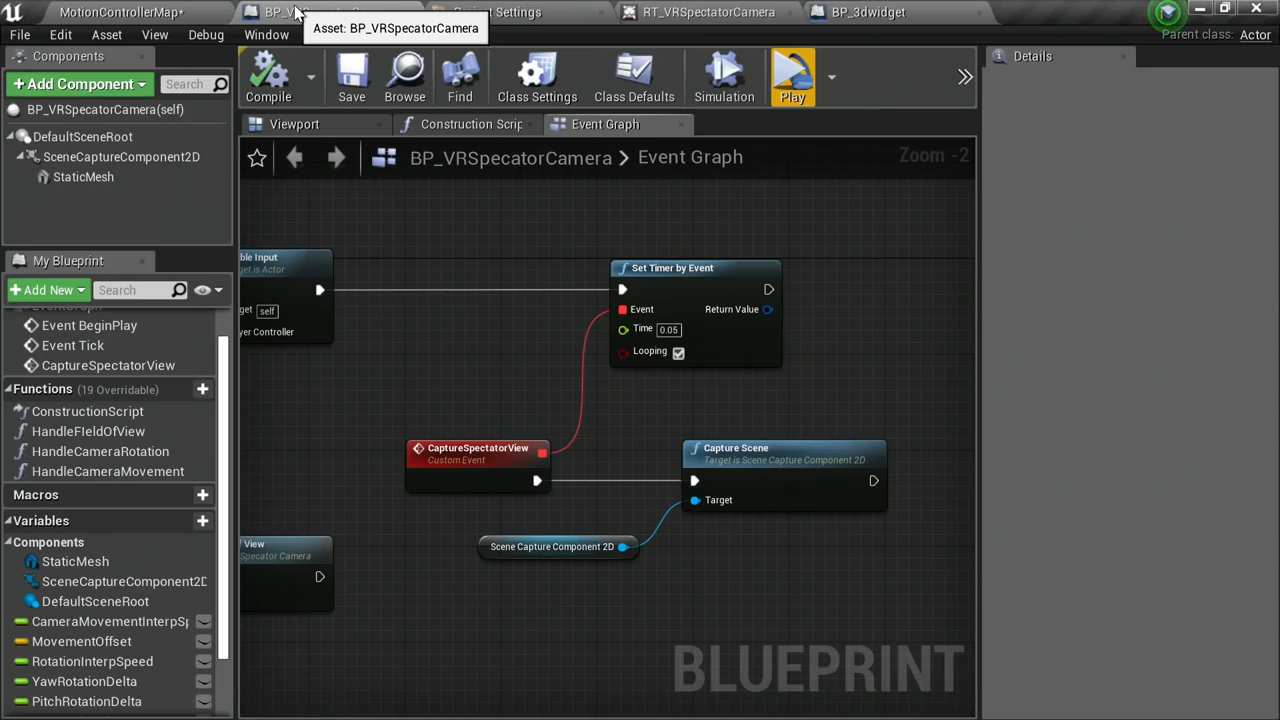 MotionControllerMap*
BP_VRSpe
Project Settings
RT_VRSpectatorCamera
BP_3dwidget
Asset: BP_VRSpecatorCamera
File
Edit
Asset
View
Debug
Window
Parent class: Actor
Components
+ Add Component
Search
BP_VRSpectatorCamera(self)
DefaultSceneRoot
SceneCaptureComponent2D
StaticMesh
Compile
Save
Browse
Find
Class Settings
Class Defaults
Simulation
Play
Details
Viewport
Construction Scrip
Event Graph
BP_VRSpecatorCamera > Event Graph
Zoom -2
My Blueprint
+ Add New
Search
EventGraph
Event BeginPlay
Event Tick
CaptureSpectatorView
Functions (19 Overridable)
ConstructionScript
HandleFIeldOfView
HandleCameraRotation
HandleCameraMovement
Macros
Variables
Components
StaticMesh
SceneCaptureComponent2D
DefaultSceneRoot
CameraMovementInterpSp
MovementOffset
RotationInterpSpeed
YawRotationDelta
PitchRotationDelta
ble Input
get is Actor
get self
yer Controller
Set Timer by Event
Event
Return Value
Time 0.05
Looping
CaptureSpectatorView
Custom Event
Capture Scene
Target is Scene Capture Component 2D
Target
Scene Capture Component 2D
f View
Specator Camera
BLUEPRINT